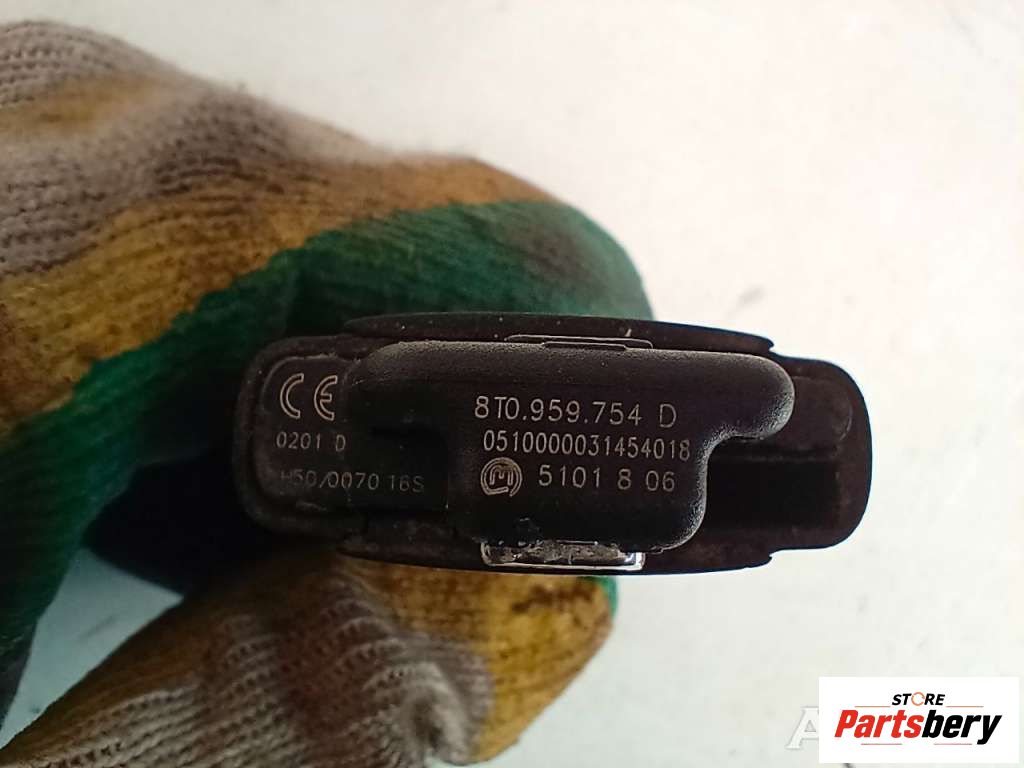 CE
0201 D
H50/0070 16S
8T0.959.754 D
0510000031454018
M 5101 8 06
STORE
Partsbery